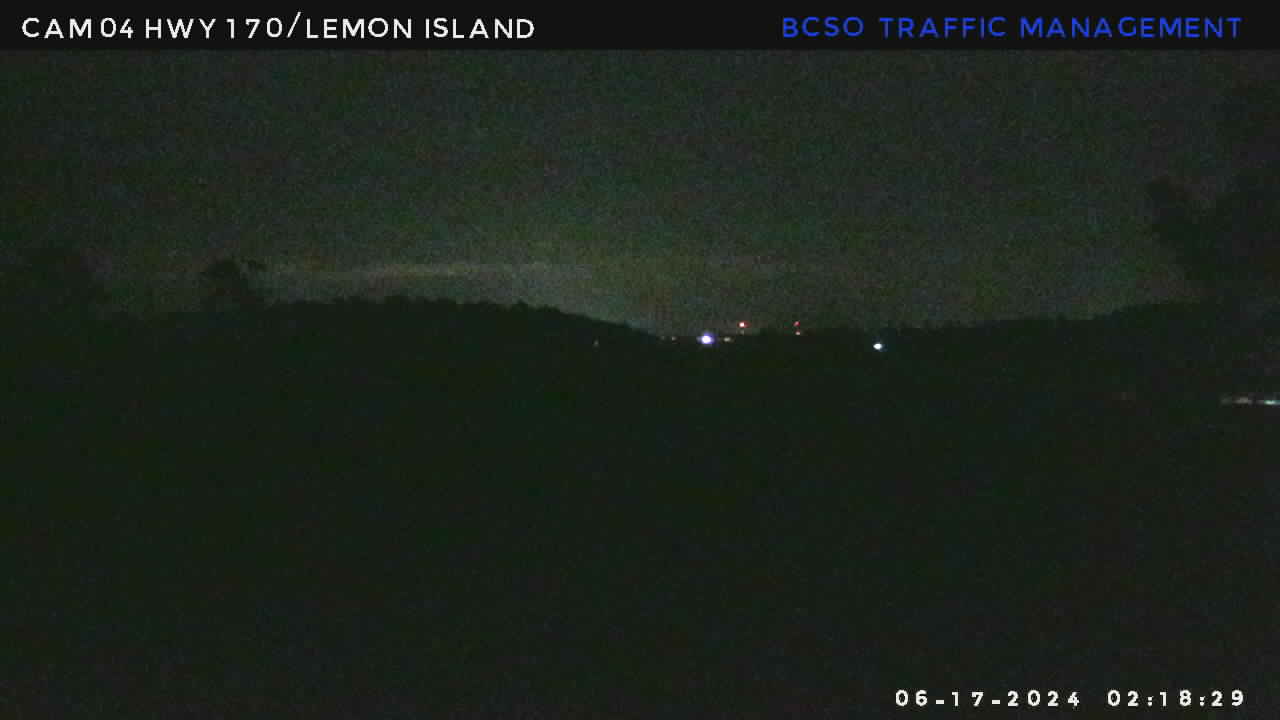 CAM04 HWY 170/LEMON ISLAND
BCSO TRAFFIC MANAGEMENT
06-17-2024 02:18:29